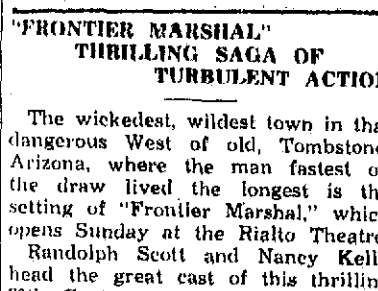 "FRONTIER MARSHAL"
THRILLING SAGA OF
TURBULENT ACTIO
The wickedest, wildest town in tha
dangerous West of old, Tombston
Arizona, where the man fastest o
the draw lived the longest is th
setting of "Frontier Marshal," whic
opens Sunday at the Rialto Theatre
Randolph Scott and Nancy Kell
head the great cast of this thrillin